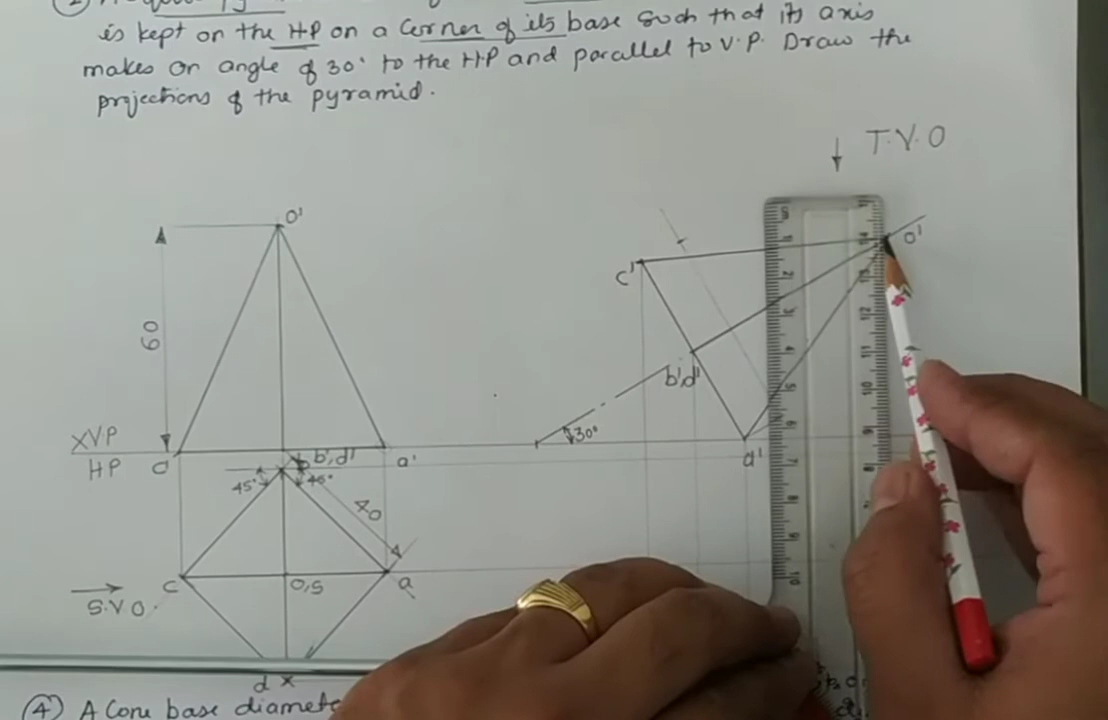 is kept on the HP on a Corner of its base such that its axis
makes an angle of 30° to the HP and parallel to V.P. Draw the
projections of the pyramid.
T.V.O
O'
O'
C'
60
b',d'
30°
X V.P
HP
C'
b',d'
a'
a'
45°
45°
40
C
O,S
a
S.V.O.
d
4 A Cone base diamete